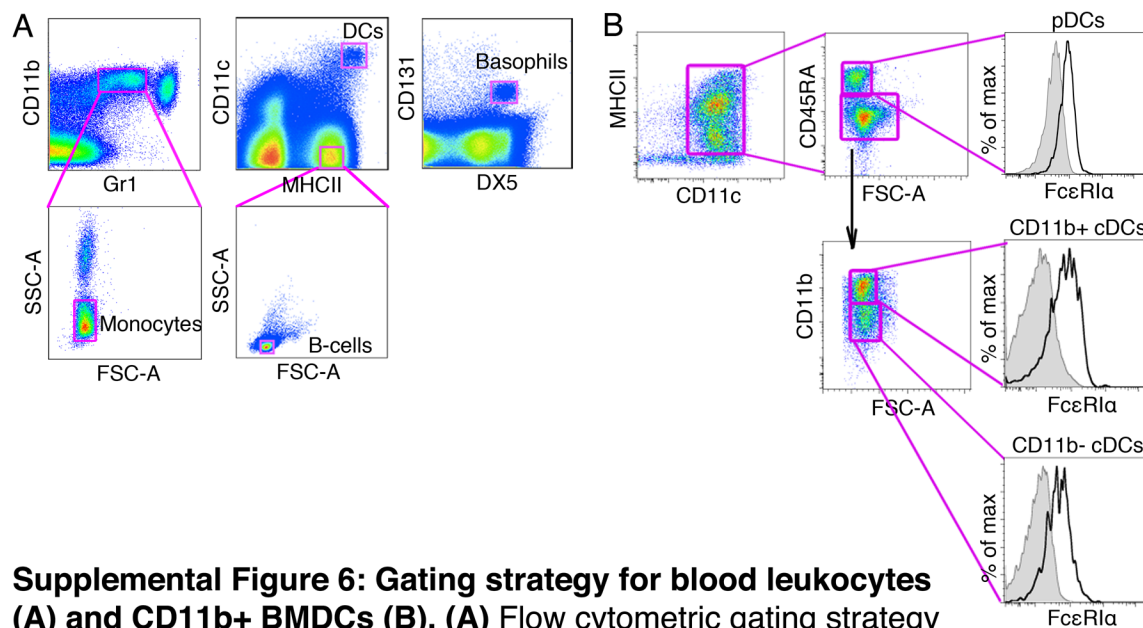 A
CD11b
Gr1
CD11c
DCs
MHCII
CD131
Basophils
DX5
SSC-A
Monocytes
FSC-A
SSC-A
B-cells
FSC-A
B
MHCII
CD11c
CD45RA
FSC-A
pDCs
% of max
FcεRIα
CD11b
FSC-A
CD11b+ cDCs
% of max
FcεRIα
CD11b- cDCs
% of max
FcεRIα
Supplemental Figure 6: Gating strategy for blood leukocytes
(A) and CD11b+ BMDCs (B). (A) Flow cytometric gating strategy